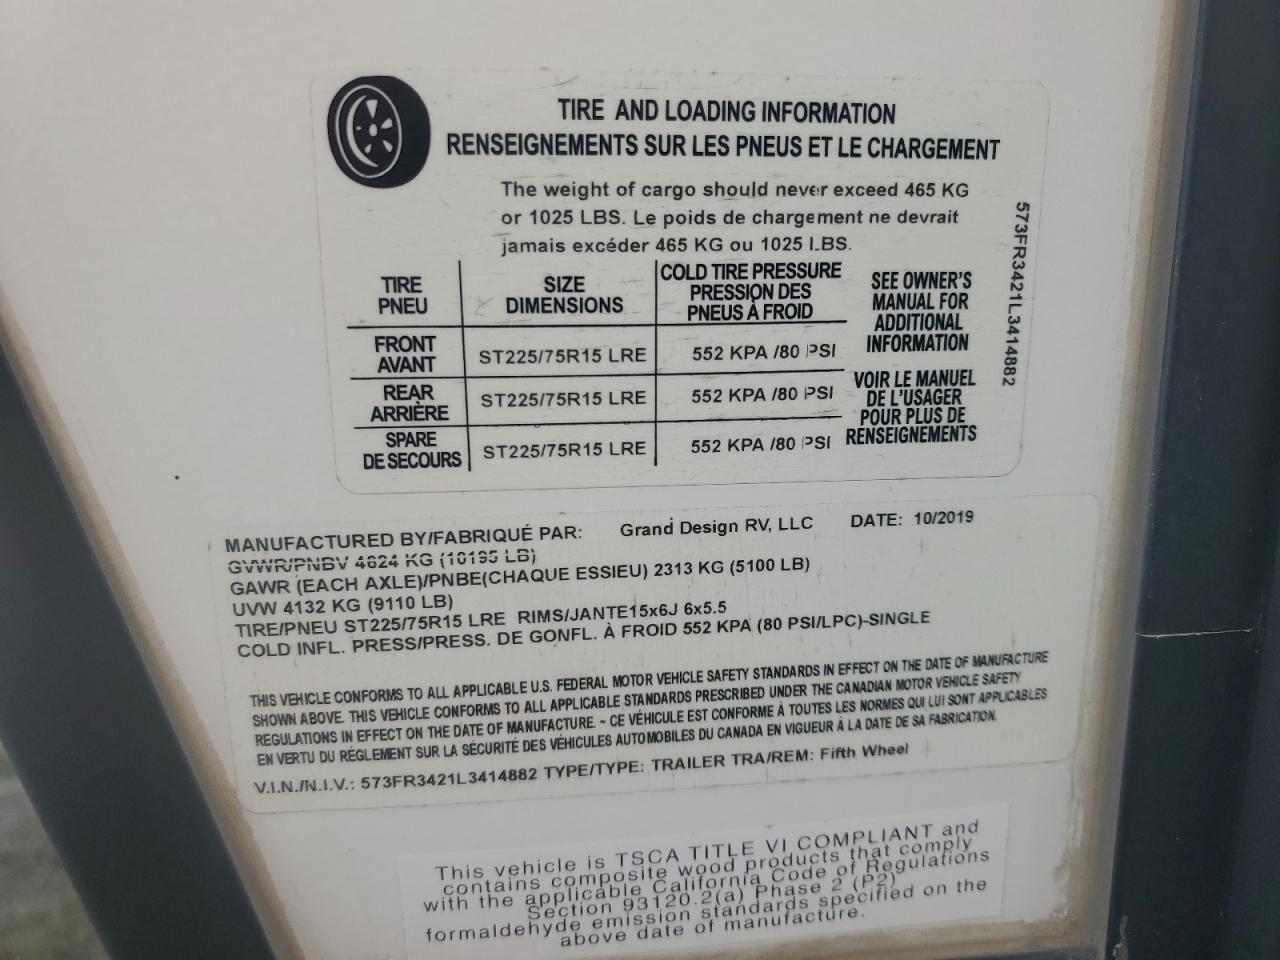 TIRE AND LOADING INFORMATION
RENSEIGNEMENTS SUR LES PNEUS ET LE CHARGEMENT
The weight of cargo should never exceed 465 KG
or 1025 LBS. Le poids de chargement ne devrait
jamais excéder 465 KG ou 1025 LBS.
TIRE
PNEU
SIZE
DIMENSIONS
COLD TIRE PRESSURE
PRESSION DES
PNEUS À FROID
FRONT
AVANT
ST225/75R15 LRE
552 KPA /80 PSI
REAR
ARRIÈRE
ST225/75R15 LRE
552 KPA /80 PSI
SPARE
DE SECOURS
ST225/75R15 LRE
552 KPA /80 PSI
SEE OWNER'S
MANUAL FOR
ADDITIONAL
INFORMATION
VOIR LE MANUEL
DE L'USAGER
POUR PLUS DE
RENSEIGNEMENTS
573FR3421L3414882
MANUFACTURED BY/FABRIQUÉ PAR: Grand Design RV, LLC DATE: 10/2019
GVWR/PNBV 4624 KG (10195 LB)
GAWR (EACH AXLE)/PNBE(CHAQUE ESSIEU) 2313 KG (5100 LB)
UVW 4132 KG (9110 LB)
TIRE/PNEU ST225/75R15 LRE RIMS/JANTE15x6J 6x5.5
COLD INFL. PRESS/PRESS. DE GONFL. À FROID 552 KPA (80 PSI/LPC)-SINGLE
THIS VEHICLE CONFORMS TO ALL APPLICABLE U.S. FEDERAL MOTOR VEHICLE SAFETY STANDARDS IN EFFECT ON THE DATE OF MANUFACTURE
SHOWN ABOVE. THIS VEHICLE CONFORMS TO ALL APPLICABLE STANDARDS PRESCRIBED UNDER THE CANADIAN MOTOR VEHICLE SAFETY
REGULATIONS IN EFFECT ON THE DATE OF MANUFACTURE. ~ CE VÉHICULE EST CONFORME À TOUTES LES NORMES QUI LUI SONT APPLICABLES
EN VERTU DU RÉGLEMENT SUR LA SÉCURITÉ DES VÉHICULES AUTOMOBILES DU CANADA EN VIGUEUR À LA DATE DE SA FABRICATION.
V.I.N./N.I.V.: 573FR3421L3414882 TYPE/TYPE: TRAILER TRA/REM: Fifth Wheel
This vehicle is TSCA TITLE VI COMPLIANT and
contains composite wood products that comply
with the applicable California Code of Regulations
Section 93120.2(a) Phase 2 (P2)
formaldehyde emission standards specified on the
above date of manufacture.